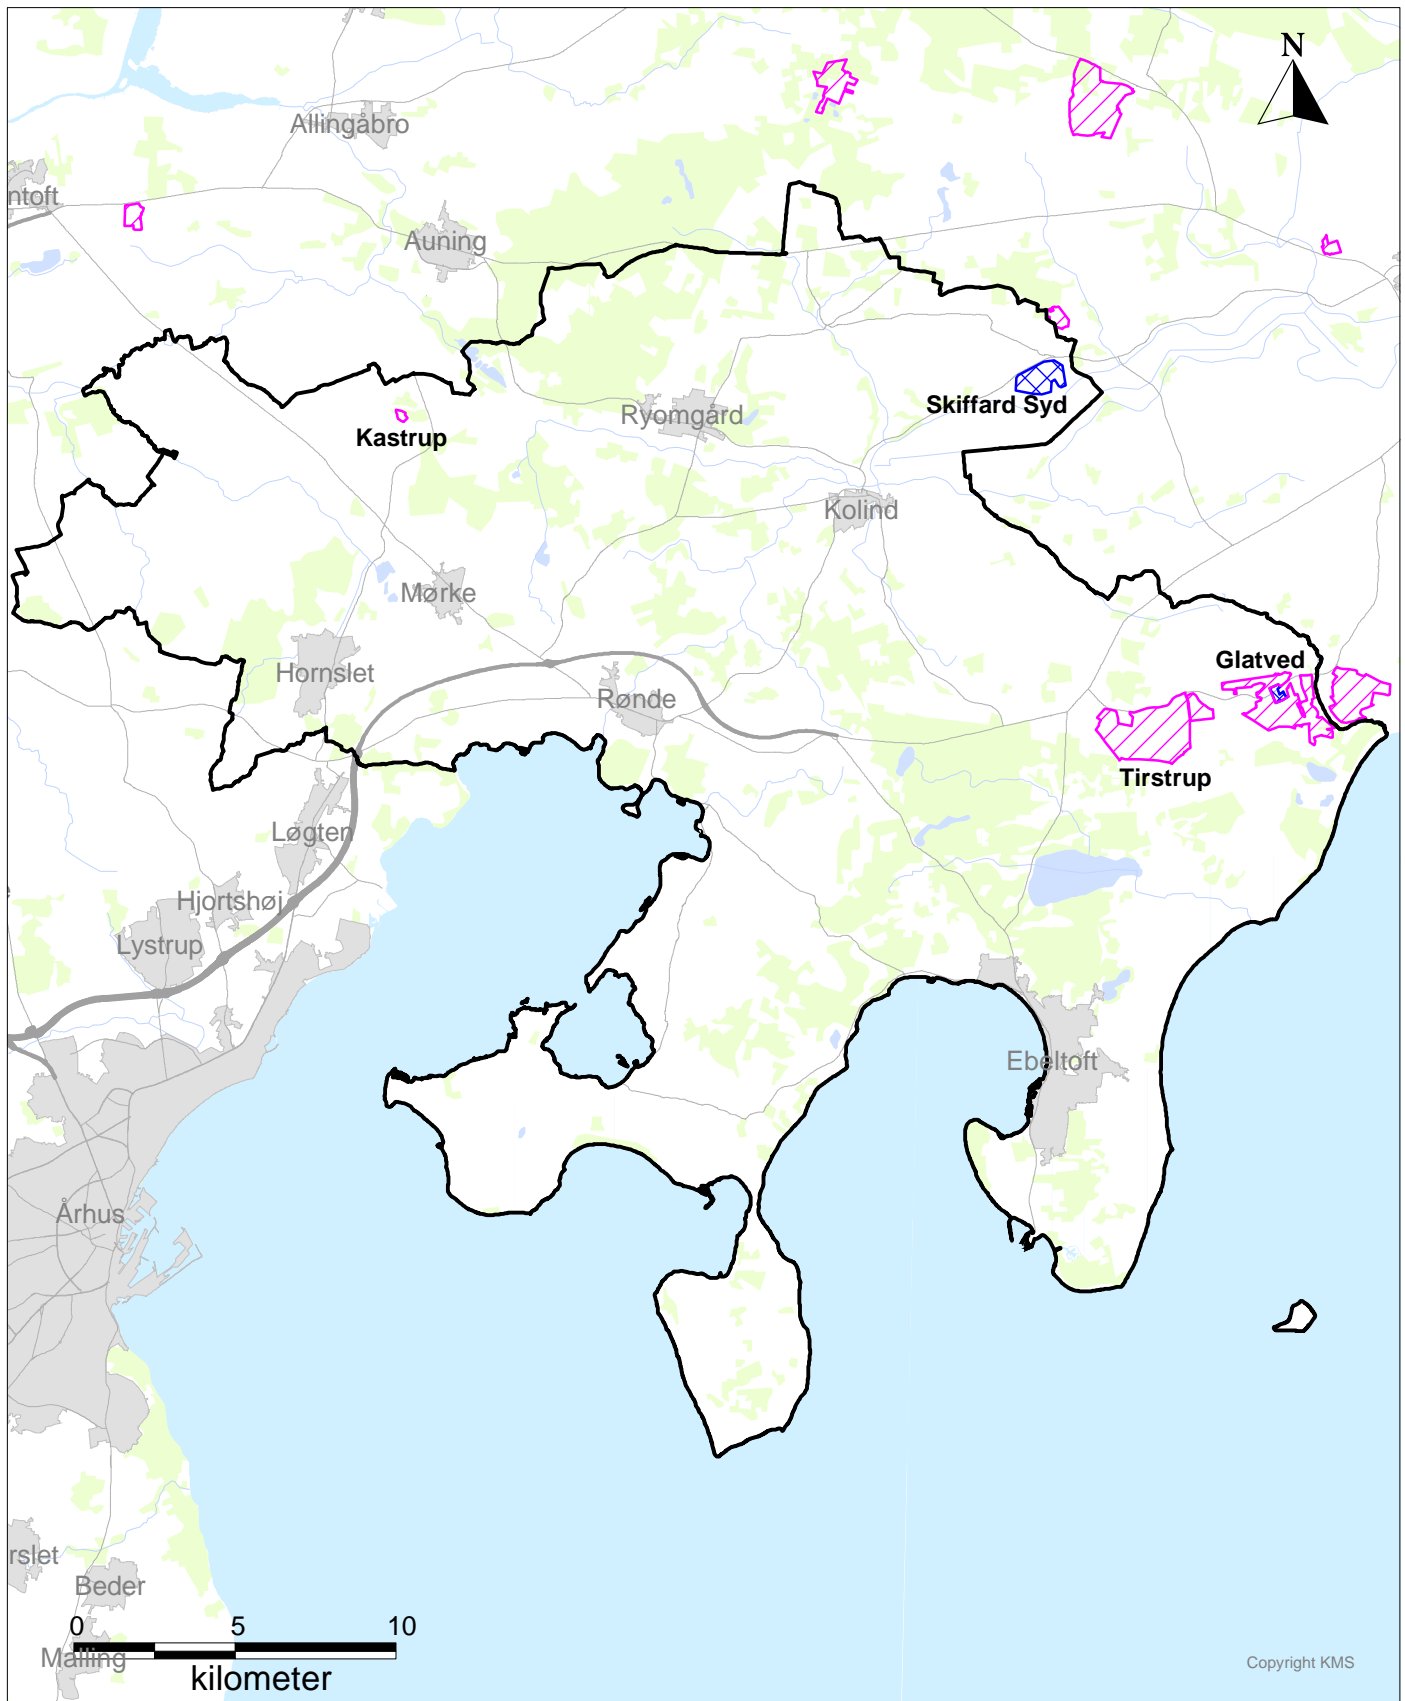 N
Allingåbro
ntoft
Auning
Skiffard Syd
Ryomgård
Kastrup
Kolind
Mørke
Glatved
Hornslet
Rønde
Tirstrup
Løgten
Hjortshøj
Lystrup
Ebeltoft
Århus
rslet
Beder
0 5 10
Malling
kilometer
Copyright KMS